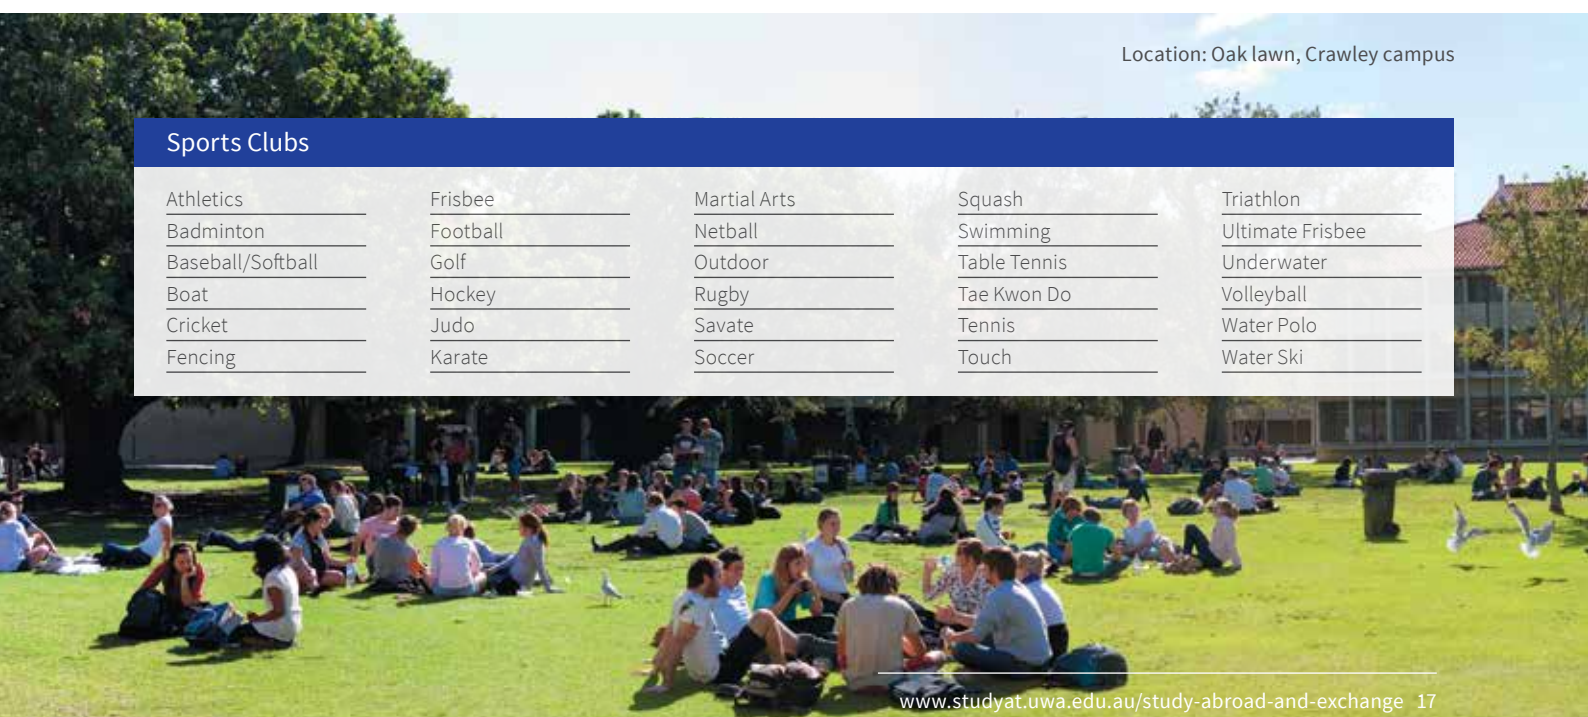 Location: Oak lawn, Crawley campus
Sports Clubs
Athletics
Badminton
Baseball/Softball
Boat
Cricket
Fencing
Frisbee
Football
Golf
Hockey
Judo
Karate
Martial Arts
Netball
Outdoor
Rugby
Savate
Soccer
Squash
Swimming
Table Tennis
Tae Kwon Do
Tennis
Touch
Triathlon
Ultimate Frisbee
Underwater
Volleyball
Water Polo
Water Ski
www.studyat.uwa.edu.au/study-abroad-and-exchange 17